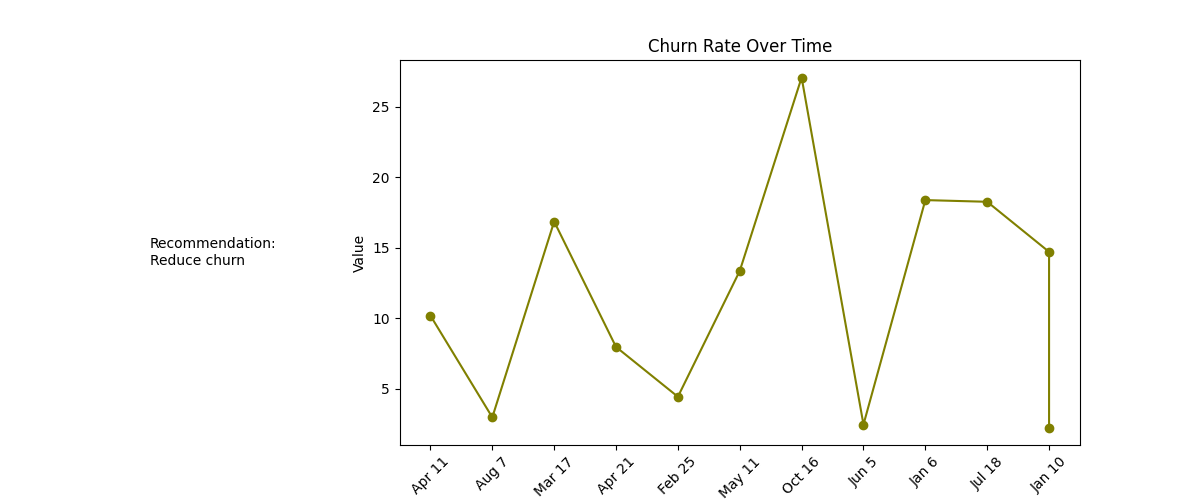 Churn Rate Over Time
Recommendation:
Reduce churn
Value
25
20
15
10
5
Apr 11
Aug 7
Mar 17
Apr 21
Feb 25
May 11
Oct 16
Jun 5
Jan 6
Jul 18
Jan 10